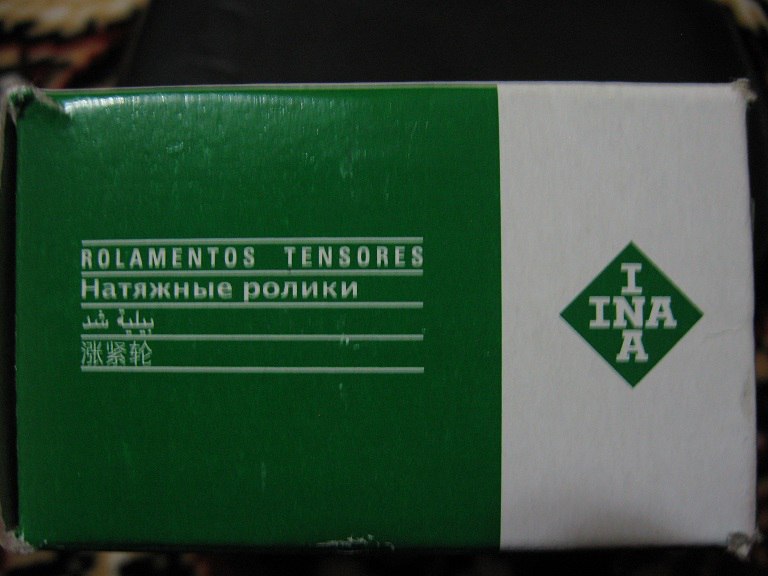 ROLAMENTOS TENSORES
Натяжные ролики
بيلية شد
涨紧轮
I
INA
A